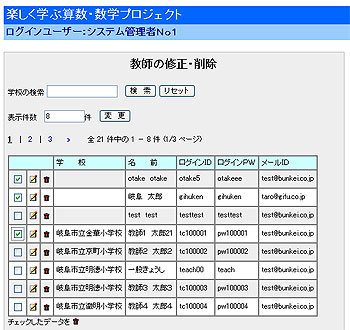 楽しく学ぶ算数・数学プロジェクト
ログインユーザー:システム管理者No1
教師の修正・削除
学校の検索 検 索 リセット
表示件数 8 件 変 更
1 | 2 | 3 » 全 21 件中の 1 - 8 件 (1/3 ページ)
学 校 名 前 ログインID ログインPW メールID
otake otake otake5 otakeee test@bunkei.co.jp
岐阜 太郎 gihuken gihuken taro@gifu.co.jp
test test testtest testtest test@bunkei.co.jp
岐阜市立金華小学校 教師1 太郎21 tc100001 pw100001 test@bunkei.co.jp
岐阜市立京町小学校 教師2 太郎2 tc100002 pw100002 test@bunkei.co.jp
岐阜市立明徳小学校 一般きょうし teach00 teach test@bunkei.co.jp
岐阜市立明徳小学校 教師3 太郎3 tc100003 pw100003 test@bunkei.co.jp
岐阜市立徹明小学校 教師4 太郎4 tc100004 pw100004 test@bunkei.co.jp
チェックしたデータを